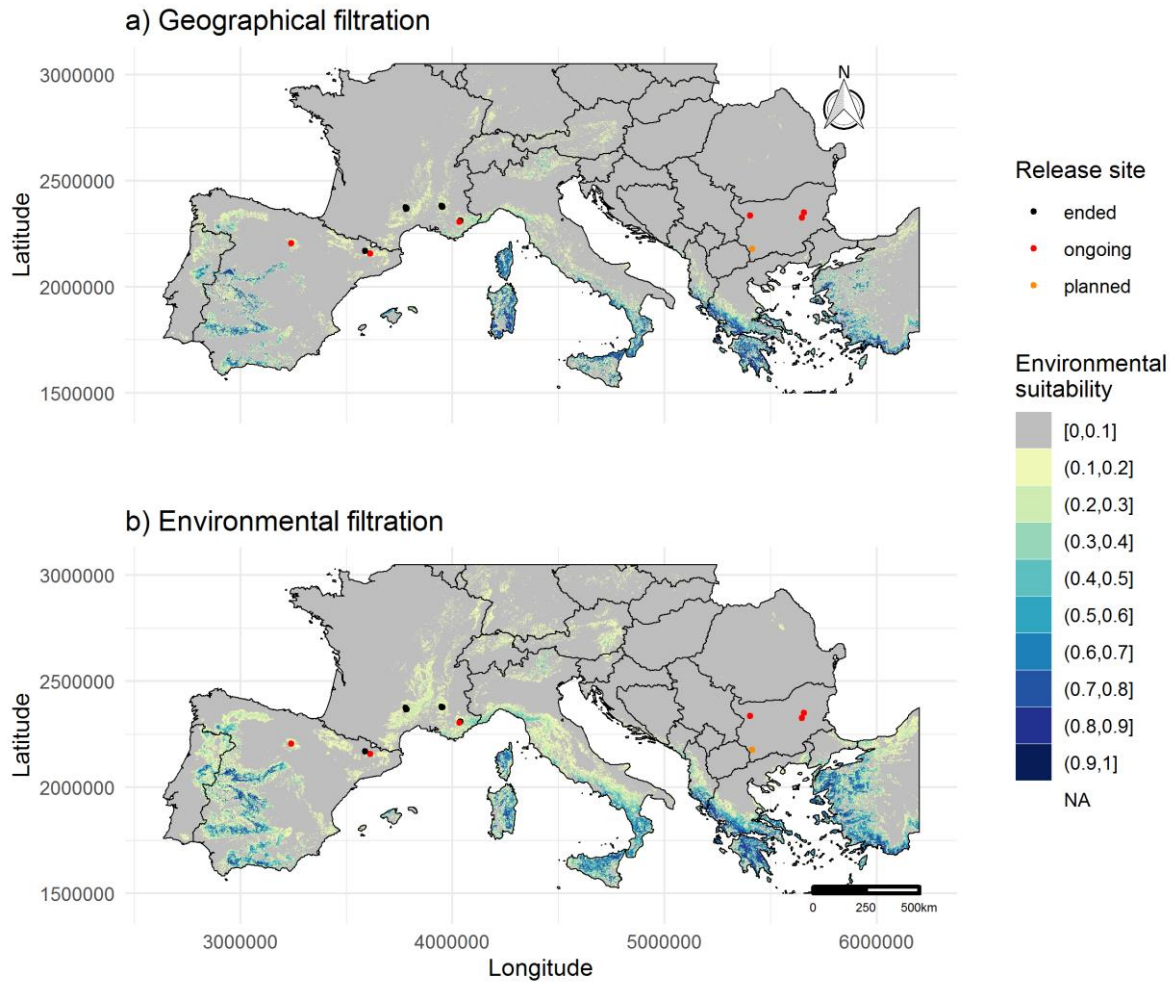 a) Geographical filtration
3000000
2500000
2000000
1500000
Latitude
N
b) Environmental filtration
3000000
2500000
2000000
1500000
Latitude
0 250 500km
3000000 4000000 5000000 6000000
Longitude
Release site
ended
ongoing
planned
Environmental
suitability
[0,0.1]
(0.1,0.2]
(0.2,0.3]
(0.3,0.4]
(0.4,0.5]
(0.5,0.6]
(0.6,0.7]
(0.7,0.8]
(0.8,0.9]
(0.9,1]
NA